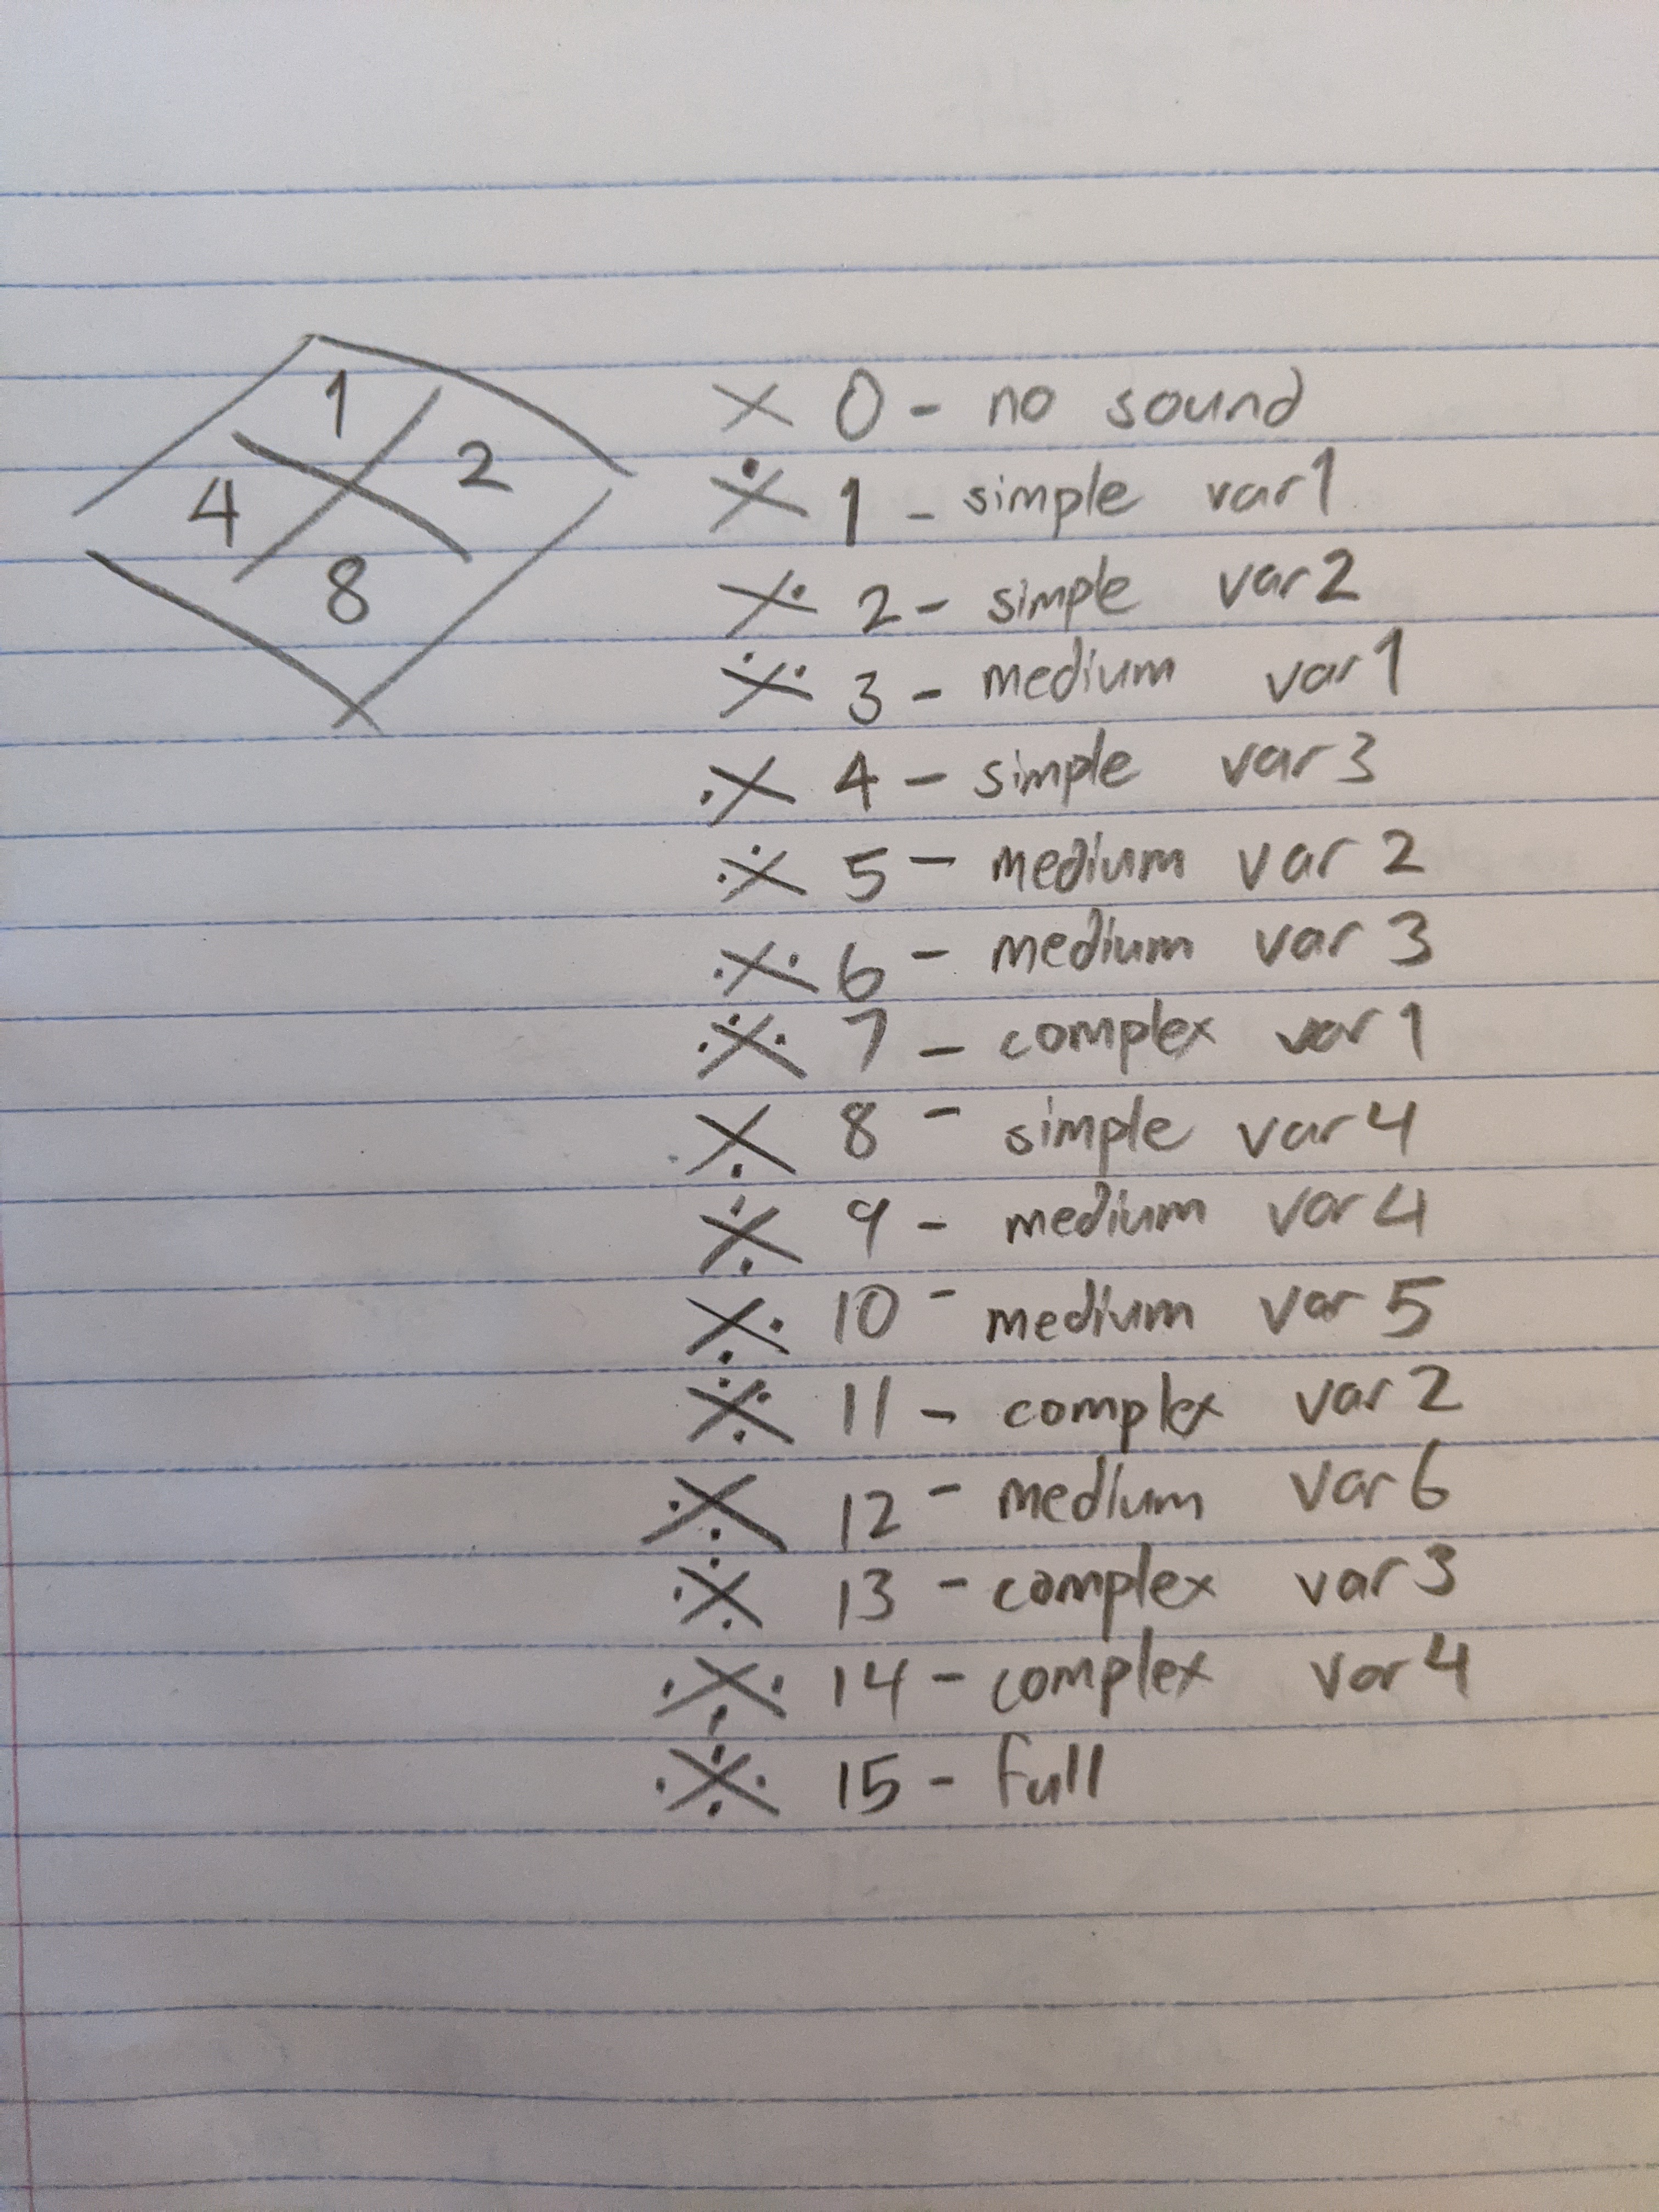 1
2
4
8
0 - no sound
1 - simple var1
2 - simple var2
3 - medium var1
4 - simple var3
5 - medium var 2
6 - medium var 3
7 - complex var1
8 - simple var4
9 - medium var4
10 - medium var 5
11 - complex var 2
12 - medium var6
13 - complex var3
14 - complex var4
15 - full